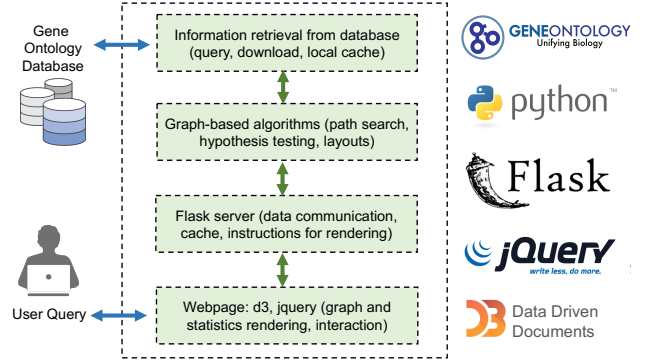 Gene
Ontology
Database
Information retrieval from database
(query, download, local cache)
Graph-based algorithms (path search,
hypothesis testing, layouts)
Flask server (data communication,
cache, instructions for rendering)
User Query
Webpage: d3, jquery (graph and
statistics rendering, interaction)
GENEONTOLOGY
Unifying Biology
python™
Flask
jQuery
write less, do more.
D3 Data Driven
Documents